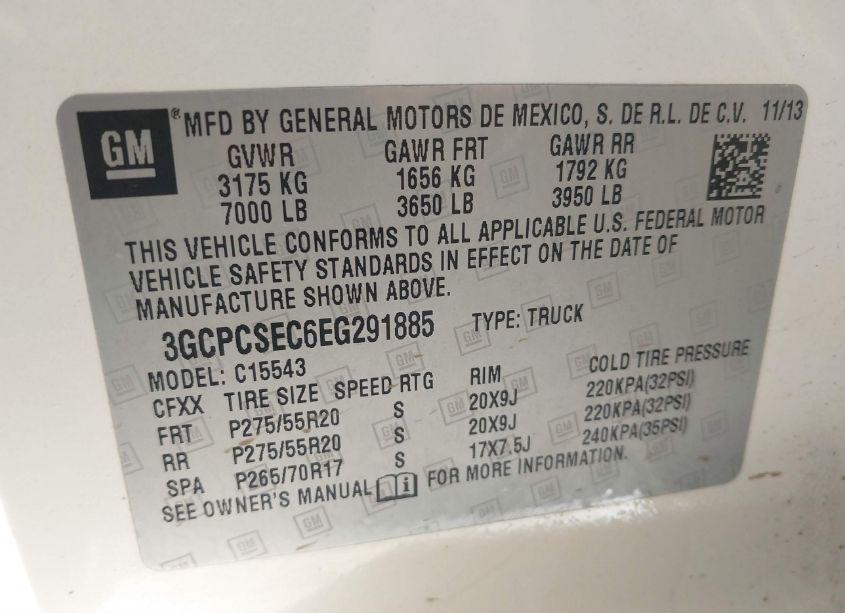 GM ® MFD BY GENERAL MOTORS DE MEXICO, S. DE R.L. DE C.V. 11/13
GVWR GAWR FRT GAWR RR
3175 KG 1656 KG 1792 KG
7000 LB 3650 LB 3950 LB
THIS VEHICLE CONFORMS TO ALL APPLICABLE U.S. FEDERAL MOTOR
VEHICLE SAFETY STANDARDS IN EFFECT ON THE DATE OF
MANUFACTURE SHOWN ABOVE.
3GCPCSEC6EG291885 TYPE: TRUCK
MODEL: C15543
CFXX TIRE SIZE SPEED RTG RIM COLD TIRE PRESSURE
FRT P275/55R20 S 20X9J 220KPA(32PSI)
RR P275/55R20 S 20X9J 220KPA(32PSI)
SPA P265/70R17 S 17X7.5J 240KPA(35PSI)
SEE OWNER'S MANUAL FOR MORE INFORMATION.